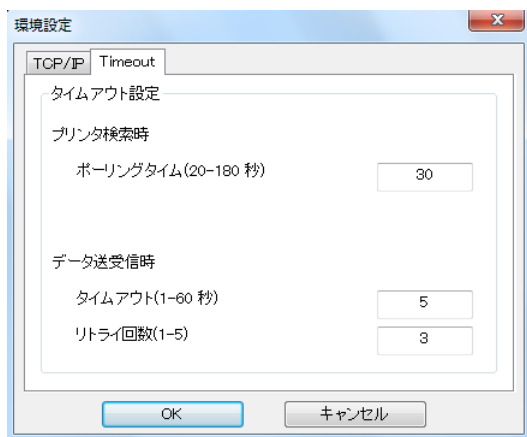 環境設定
TCP/IP Timeout
タイムアウト設定
プリンタ検索時
ポーリングタイム(20-180 秒) 30
データ送受信時
タイムアウト(1-60 秒) 5
リトライ回数(1-5) 3
OK キャンセル